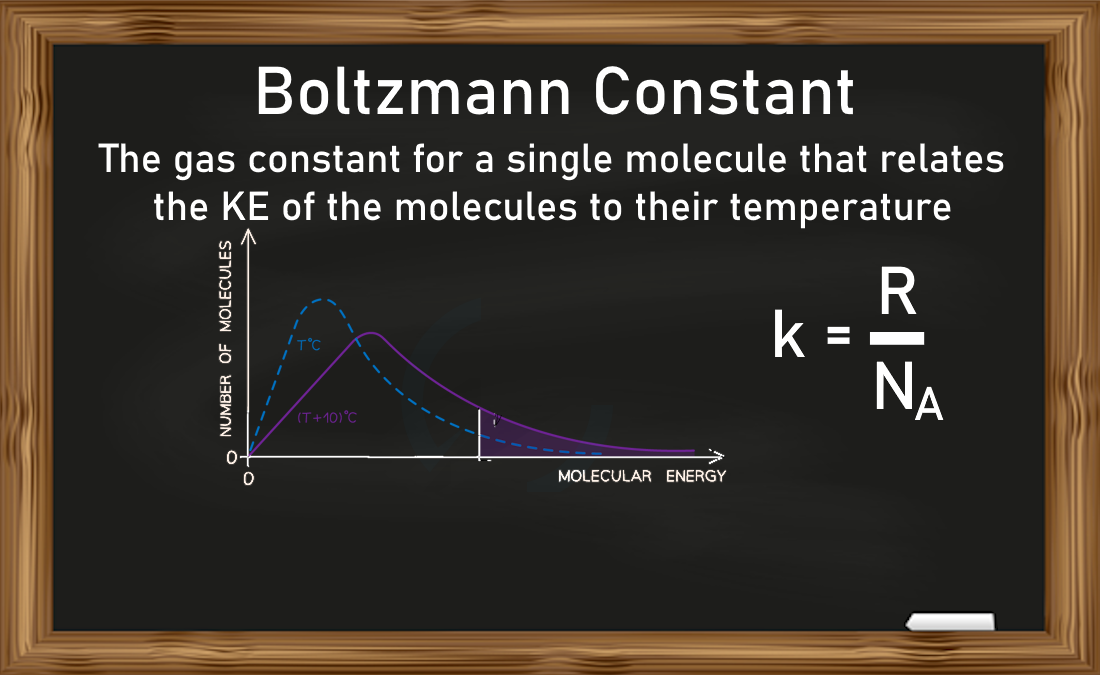 Boltzmann Constant
The gas constant for a single molecule that relates
the KE of the molecules to their temperature
NUMBER OF MOLECULES
T°C
(T+10)°C
0
0
MOLECULAR ENERGY
k = R
N_A